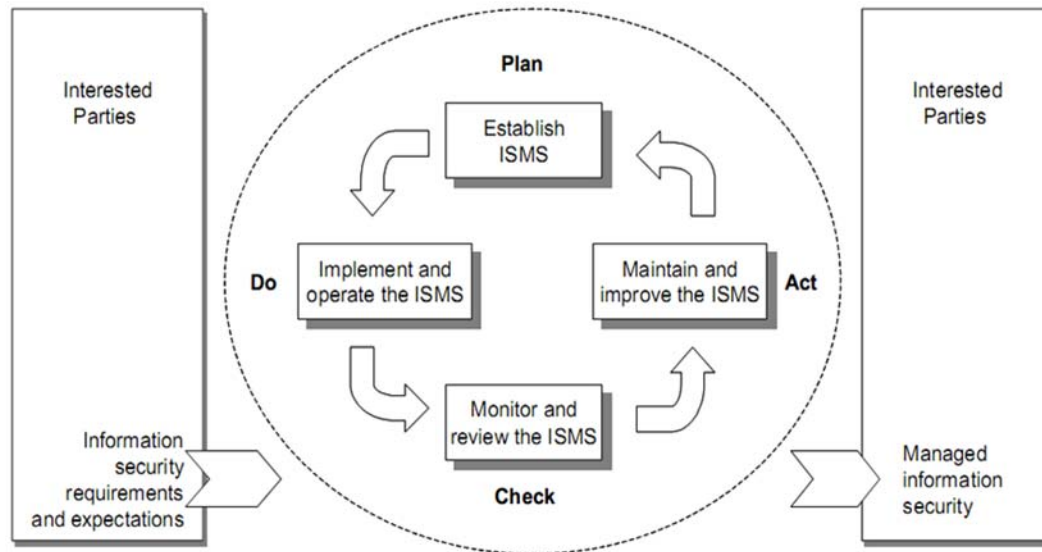 Interested
Parties
Information
security
requirements
and expectations
Plan
Establish
ISMS
Do
Implement and
operate the ISMS
Maintain and
improve the ISMS
Act
Monitor and
review the ISMS
Check
Interested
Parties
Managed
information
security